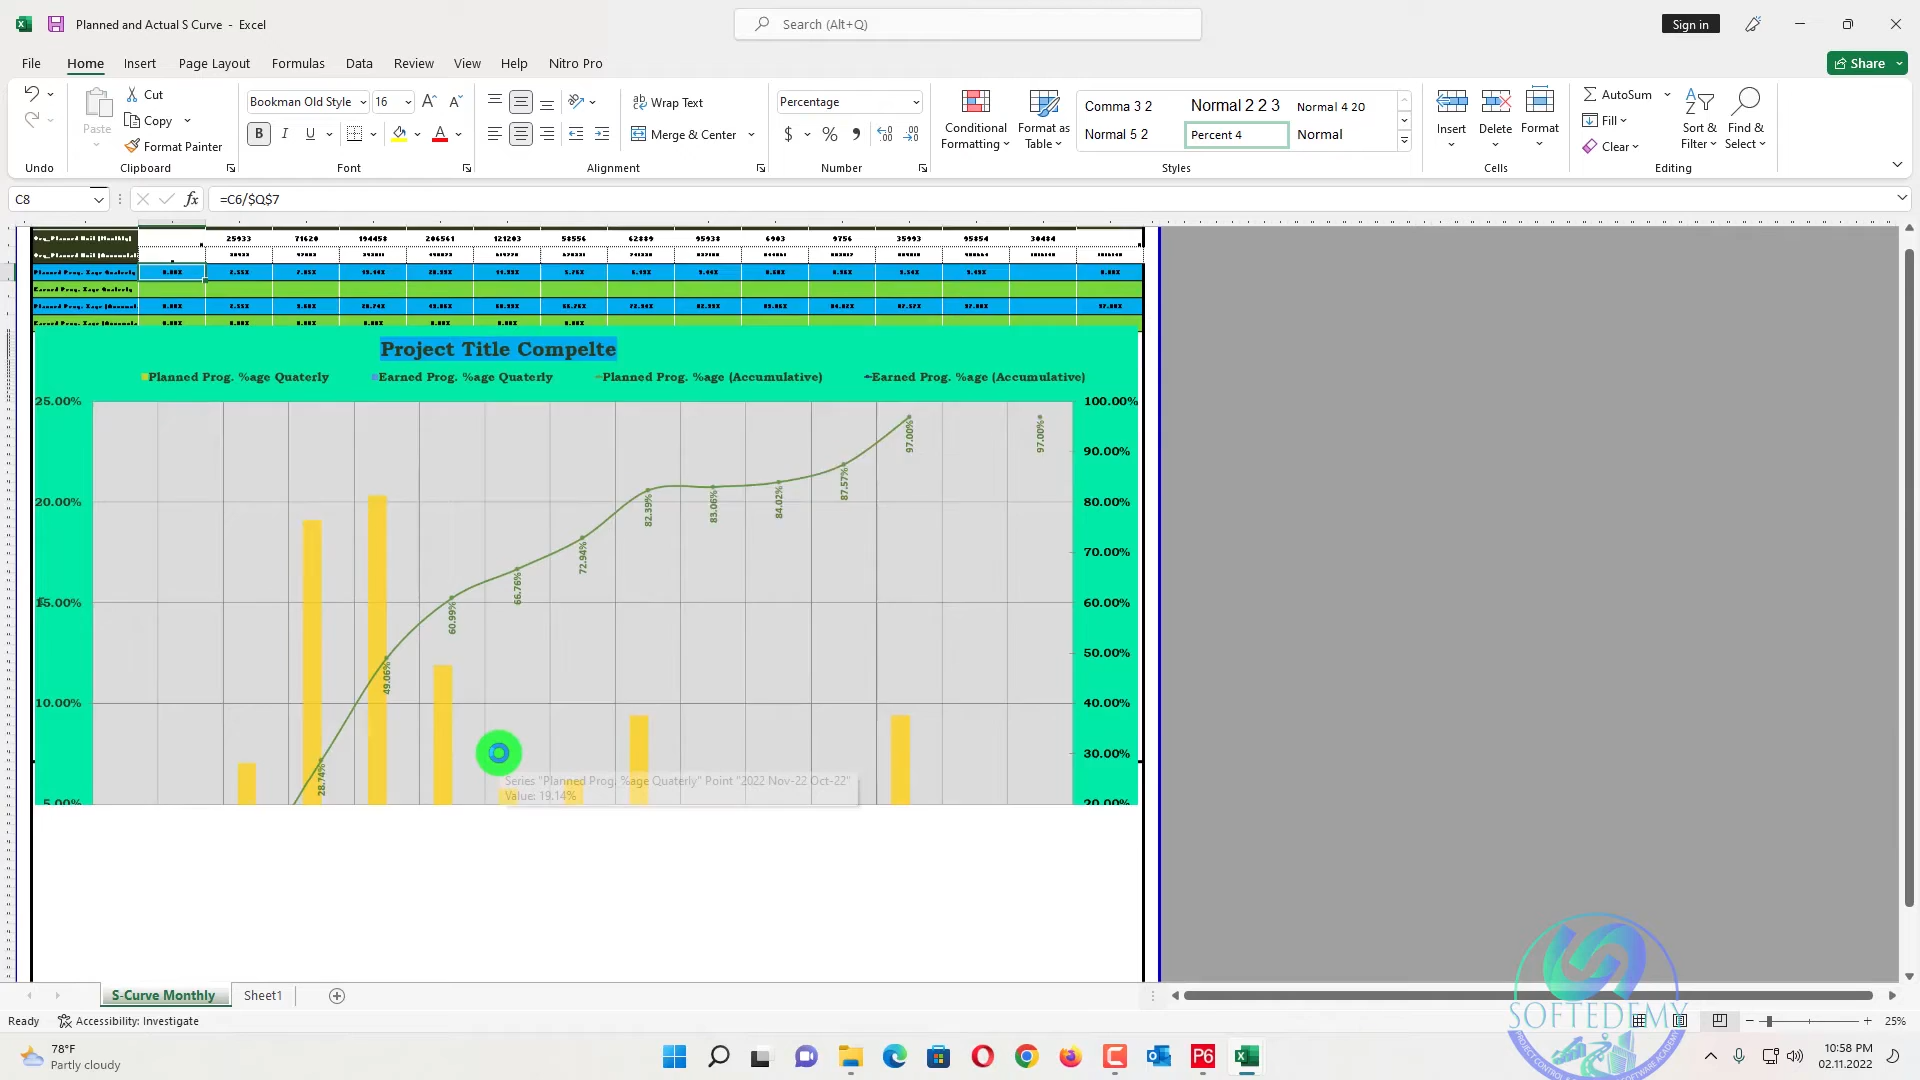 Planned and Actual S Curve - Excel
Search (Alt+Q)
Sign in
File Home Insert Page Layout Formulas Data Review View Help Nitro Pro
Share
Paste
Cut
Copy
Format Painter
Bookman Old Style 16
Wrap Text
Merge & Center
Percentage
Conditional Formatting
Format as Table
Comma 3 2 Normal 2 2 3 Normal 4 20
Normal 5 2 Percent 4 Normal
Insert Delete Format
AutoSum
Fill
Clear
Sort & Filter
Find & Select
Undo Clipboard Font Alignment Number Styles Cells Editing
C8 fx =C6/$Q$7
25933 71620 194458 206561 121203 58556 62889 95938 6903 9756 35993 95854 30484
Project Title Compelte
Planned Prog. %age Quaterly Earned Prog. %age Quaterly Planned Prog. %age (Accumulative) Earned Prog. %age (Accumulative)
25.00%
20.00%
15.00%
10.00%
5.00%
28.74%
49.06%
60.99%
66.76%
72.94%
82.39%
83.06%
84.02%
87.57%
97.00%
97.00%
100.00%
90.00%
80.00%
70.00%
60.00%
50.00%
40.00%
30.00%
20.00%
Series "Planned Prog. %age Quaterly" Point "2022 Nov-22 Oct-22"
Value: 19.14%
S-Curve Monthly Sheet1
Ready Accessibility: Investigate
25%
SOFTEDEMY
78°F
Partly cloudy
P6
10:58 PM
02.11.2022